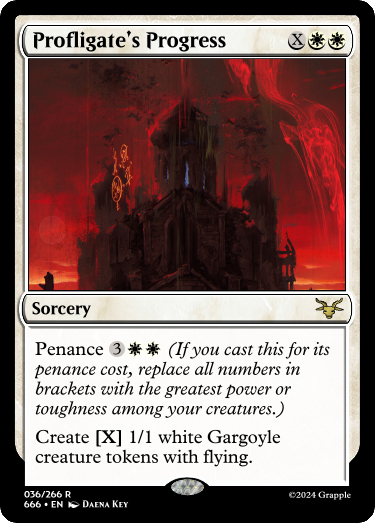 Profligate's Progress X
Sorcery
Penance 3 (If you cast this for its
penance cost, replace all numbers in
brackets with the greatest power or
toughness among your creatures.)
Create [X] 1/1 white Gargoyle
creature tokens with flying.
036/266 R
666 • EN Daena Key
©2024 Grapple